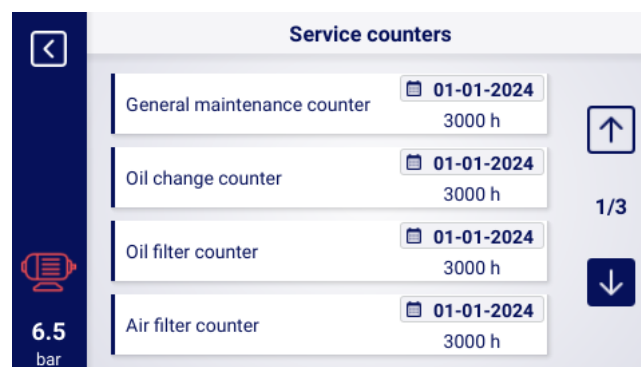 Service counters
General maintenance counter
01-01-2024
3000 h
Oil change counter
01-01-2024
3000 h
1/3
Oil filter counter
01-01-2024
3000 h
Air filter counter
01-01-2024
3000 h
6.5
bar